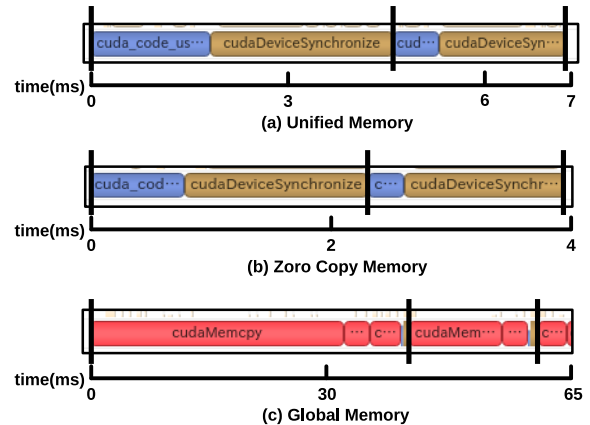 cuda_code_us··· cudaDeviceSynchronize cud··· cudaDeviceSyn···
time(ms)
0 3 6 7
(a) Unified Memory
cuda_cod··· cudaDeviceSynchronize c··· cudaDeviceSynchr···
time(ms)
0 2 4
(b) Zoro Copy Memory
cudaMemcpy ··· c··· cudaMem··· ··· c···
time(ms)
0 30 65
(c) Global Memory